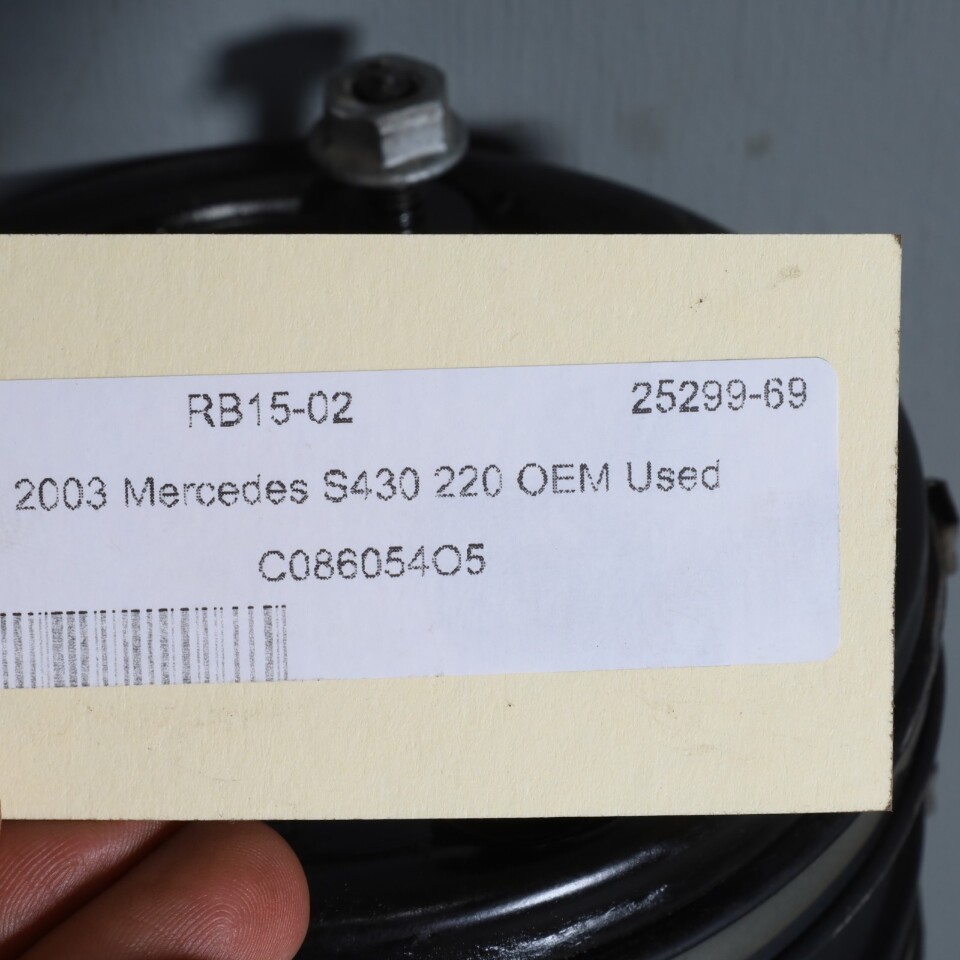 RB15-02 25299-69
2003 Mercedes S430 220 OEM Used
C086054O5